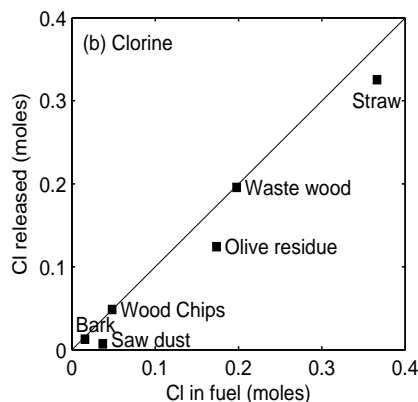 (b) Clorine
0.4
0.3
0.2
0.1
0
Cl released (moles)
Straw
Waste wood
Olive residue
Wood Chips
Bark
Saw dust
0 0.1 0.2 0.3 0.4
Cl in fuel (moles)